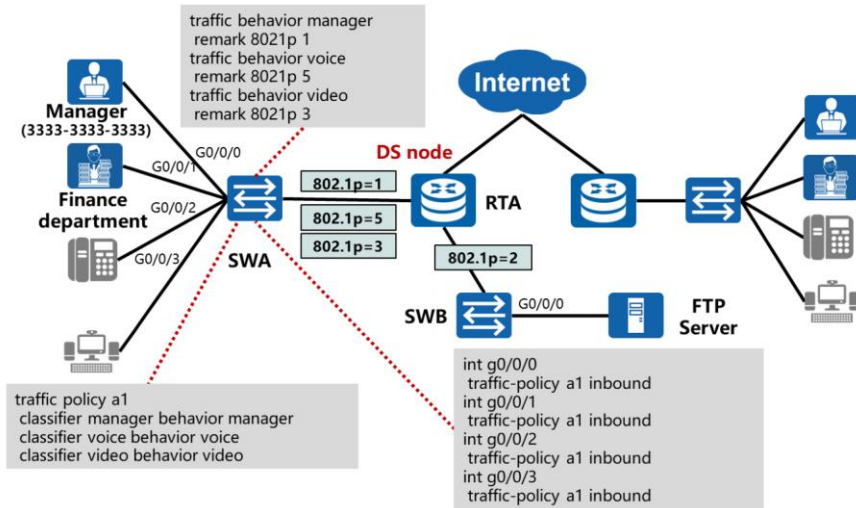 traffic behavior manager
remark 8021p 1
traffic behavior voice
remark 8021p 5
traffic behavior video
remark 8021p 3
Internet
Manager
(3333-3333-3333)
G0/0/0
G0/0/1
Finance
department
G0/0/2
G0/0/3
DS node
802.1p=1
802.1p=5
802.1p=3
SWA
RTA
802.1p=2
SWB
G0/0/0
FTP
Server
traffic policy a1
classifier manager behavior manager
classifier voice behavior voice
classifier video behavior video
int g0/0/0
traffic-policy a1 inbound
int g0/0/1
traffic-policy a1 inbound
int g0/0/2
traffic-policy a1 inbound
int g0/0/3
traffic-policy a1 inbound